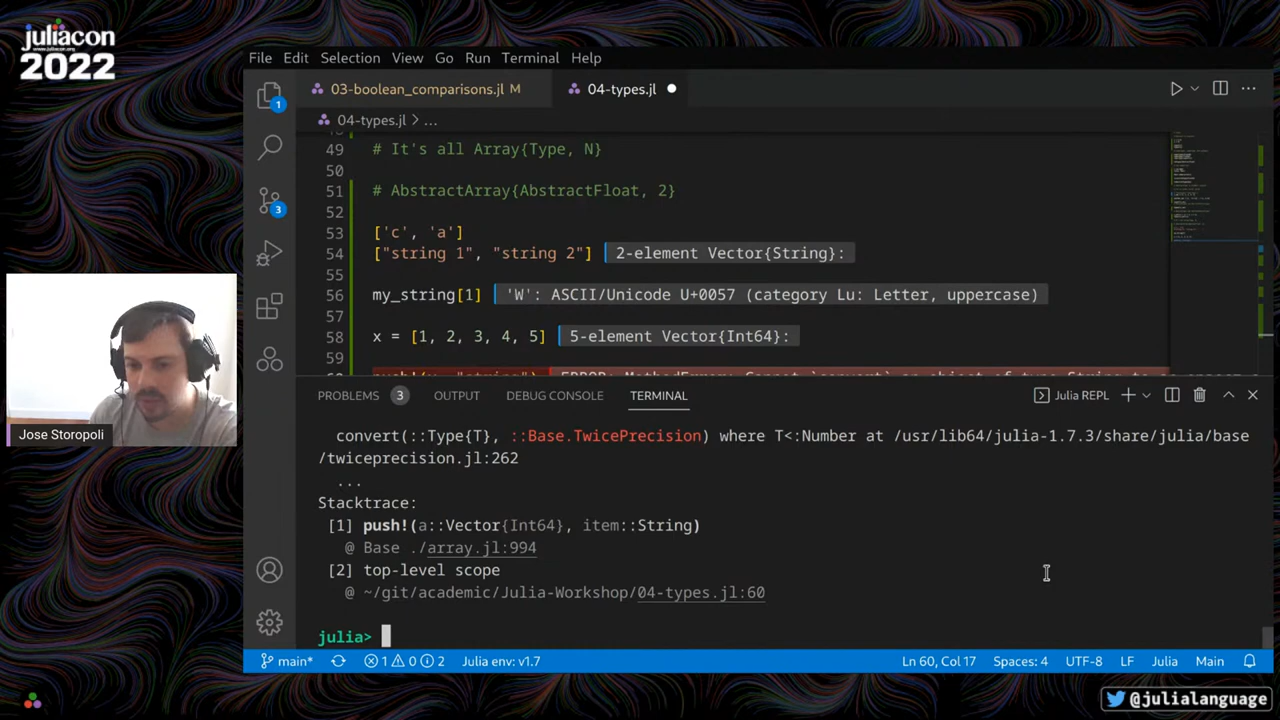 juliacon
www.juliacon.org
2022
File Edit Selection View Go Run Terminal Help
03-boolean_comparisons.jl M 04-types.jl
04-types.jl > ...
49 # It's all Array{Type, N}
50
51 # AbstractArray{AbstractFloat, 2}
52
53 ['c', 'a']
54 ["string 1", "string 2"] 2-element Vector{String}:
55
56 my_string[1] 'W': ASCII/Unicode U+0057 (category Lu: Letter, uppercase)
57
58 x = [1, 2, 3, 4, 5] 5-element Vector{Int64}:
59
1
3
Jose Storopoli
PROBLEMS 3 OUTPUT DEBUG CONSOLE TERMINAL Julia REPL
convert(::Type{T}, ::Base.TwicePrecision) where T<:Number at /usr/lib64/julia-1.7.3/share/julia/base
/twiceprecision.jl:262
...
Stacktrace:
[1] push!(a::Vector{Int64}, item::String)
@ Base ./array.jl:994
[2] top-level scope
@ ~/git/academic/Julia-Workshop/04-types.jl:60
julia>
main* 1 0 2 Julia env: v1.7 Ln 60, Col 17 Spaces: 4 UTF-8 LF Julia Main
@julialanguage